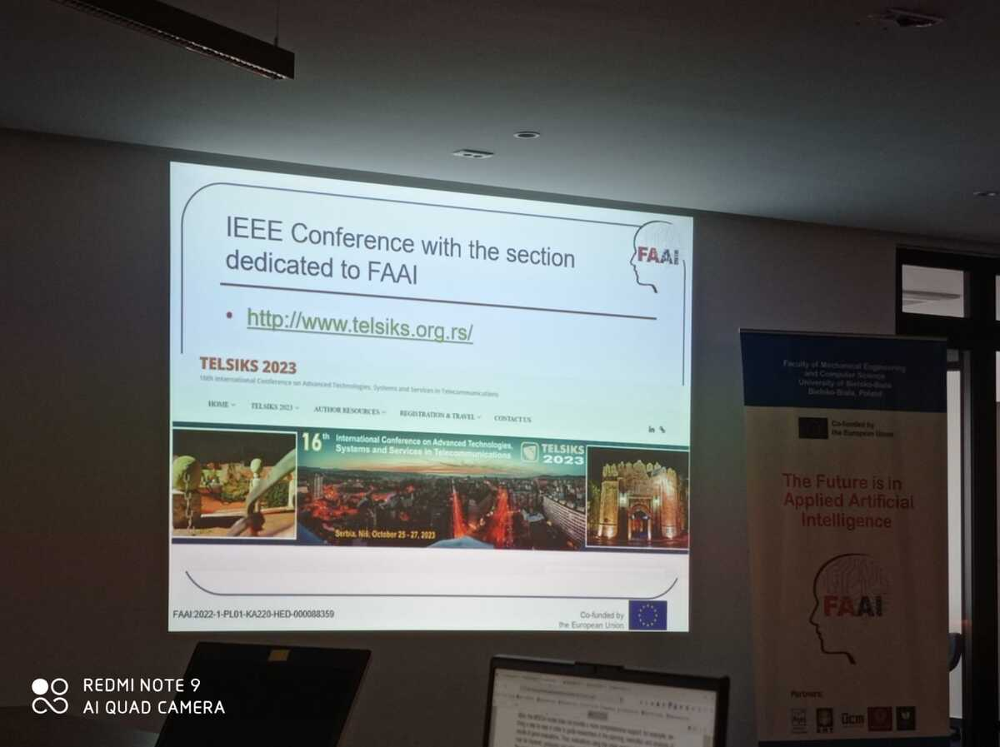 IEEE Conference with the section
dedicated to FAAI
FAAI
• http://www.telsiks.org.rs/
TELSIKS 2023
16th International Conference on Advanced Technologies, Systems and Services in Telecommunications
HOME
TELSIKS 2023
AUTHOR RESOURCES
REGISTRATION & TRAVEL
CONTACT US
16th International Conference on Advanced Technologies,
Systems and Services in Telecommunications
TELSIKS
2023
Serbia, Niš, October 25 - 27, 2023
FAAI:2022-1-PL01-KA220-HED-000088359
Co-funded by
the European Union
Faculty of Mechanical Engineering
and Computer Science
University of Bielsko-Biala
Bielsko-Biala, Poland
Co-funded by
the European Union
The Future is in
Applied Artificial
Intelligence
FAAI
Partners:
ucm
REDMI NOTE 9
AI QUAD CAMERA